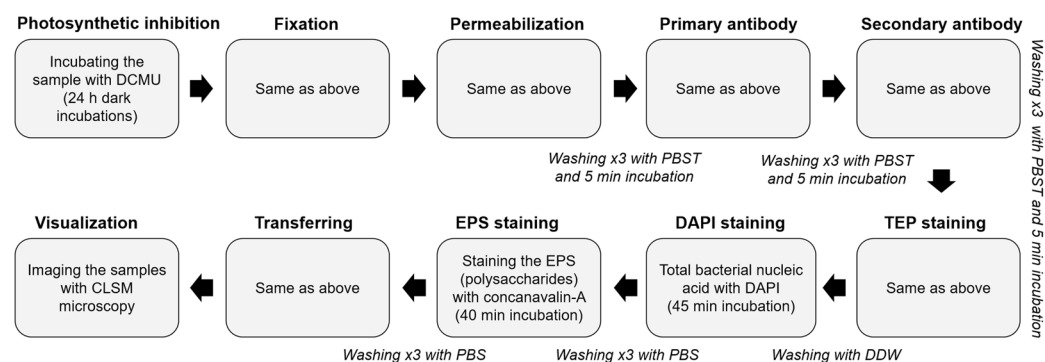 Photosynthetic inhibition
Fixation
Permeabilization
Primary antibody
Secondary antibody
Incubating the
sample with DCMU
(24 h dark
incubations)
Same as above
Same as above
Same as above
Same as above
Washing x3 with PBST
and 5 min incubation
Washing x3 with PBST
and 5 min incubation
Washing x3 with PBST and 5 min incubation
Visualization
Transferring
EPS staining
DAPI staining
TEP staining
Imaging the samples
with CLSM
microscopy
Same as above
Staining the EPS
(polysaccharides)
with concanavalin-A
(40 min incubation)
Total bacterial nucleic
acid with DAPI
(45 min incubation)
Same as above
Washing x3 with PBS
Washing x3 with PBS
Washing with DDW